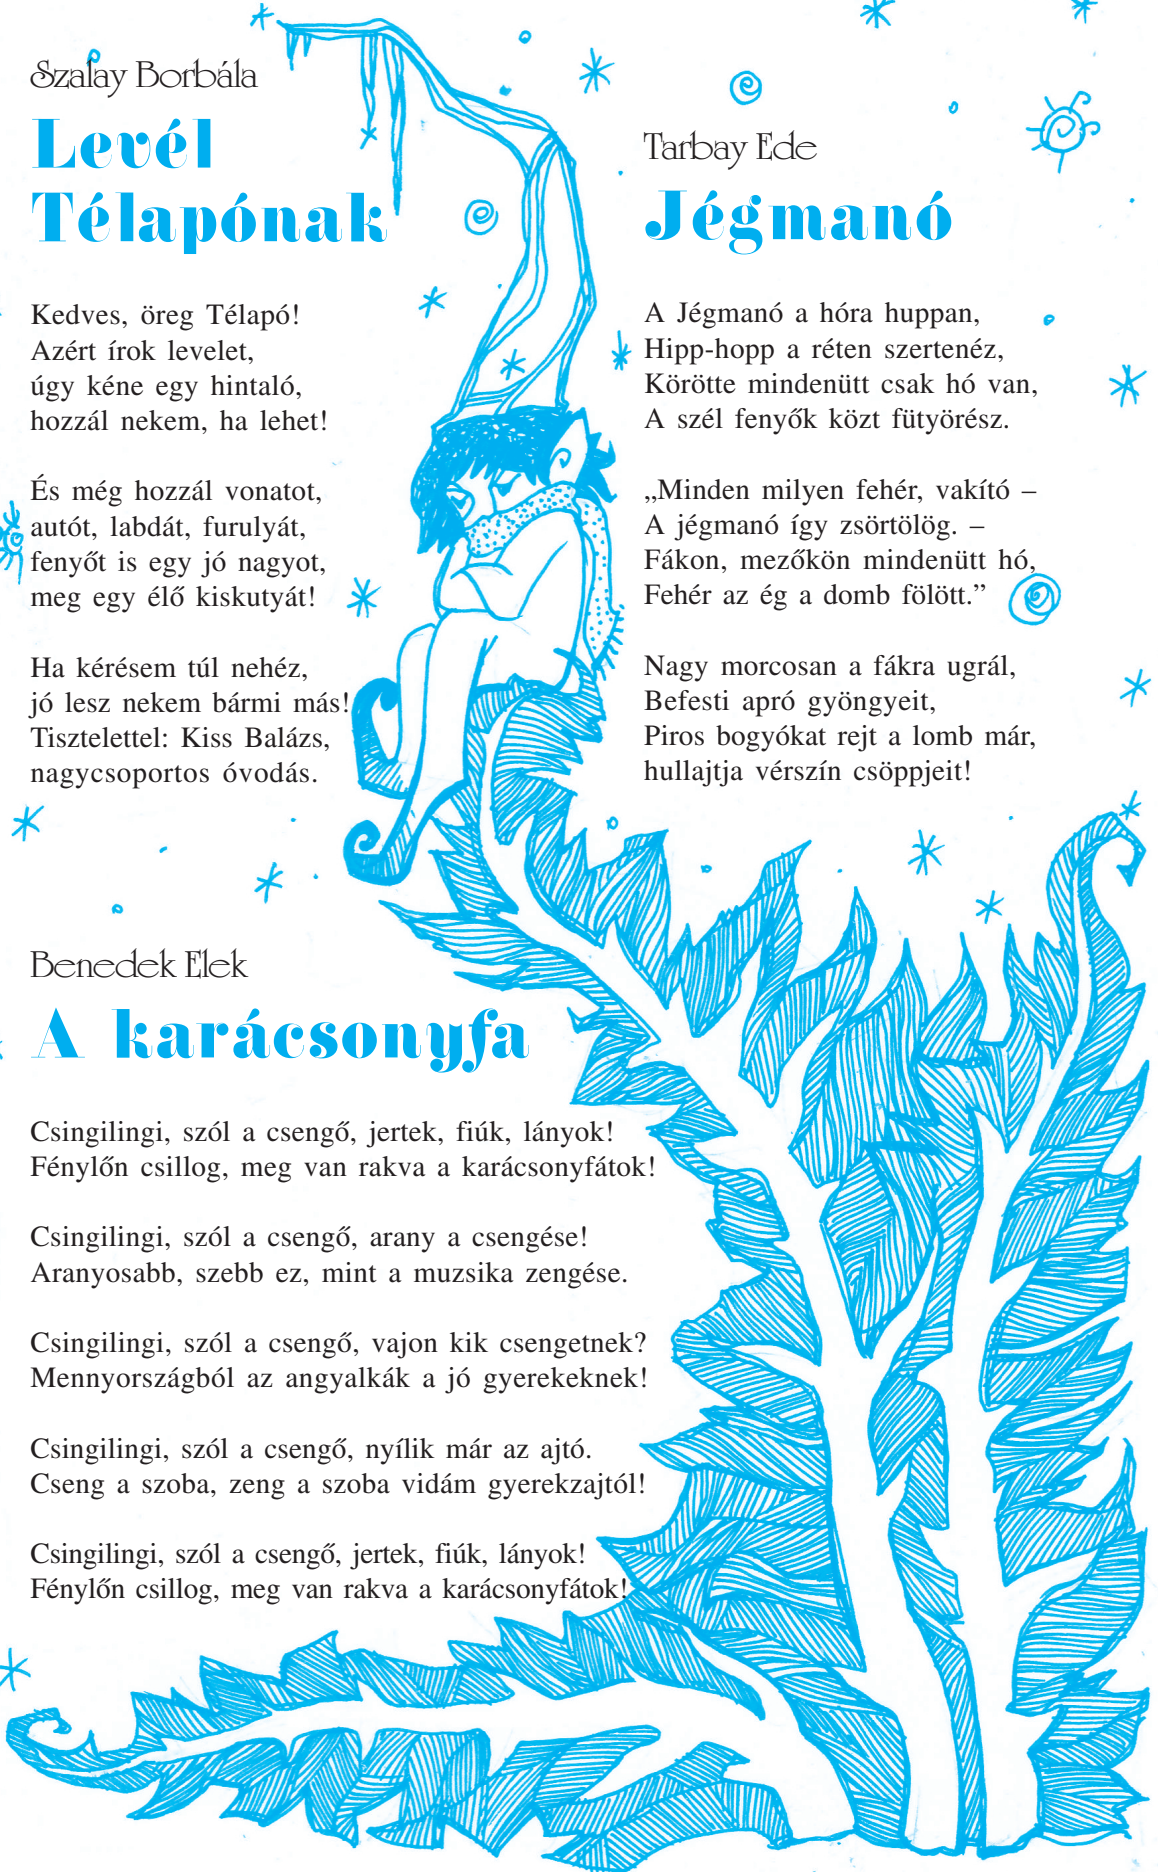 Szalay Borbála
Levél
Télapónak
Kedves, öreg Télapó!
Azért írok levelet,
úgy kéne egy hintaló,
hozzál nekem, ha lehet!
És még hozzál vonatot,
autót, labdát, furulyát,
fenyőt is egy jó nagyot,
meg egy élő kiskutyát!
Ha kérésem túl nehéz,
jó lesz nekem bármi más!
Tisztelettel: Kiss Balázs,
nagycsoportos óvodás.
Tarbay Ede
Jégmanó
A Jégmanó a hóra huppan,
Hipp-hopp a réten szertenéz,
Körötte mindenütt csak hó van,
A szél fenyők közt fütyörész.
„Minden milyen fehér, vakító –
A jégmanó így zsörtölög. –
Fákon, mezőkön mindenütt hó,
Fehér az ég a domb fölött.”
Nagy morcosan a fákra ugrál,
Befesti apró gyöngyeit,
Piros bogyókat rejt a lomb már,
hullajtja vérszín csöppjeit!
Benedek Elek
A karácsonyfa
Csingilingi, szól a csengő, jertek, fiúk, lányok!
Fénylőn csillog, meg van rakva a karácsonyfátok!
Csingilingi, szól a csengő, arany a csengése!
Aranyosabb, szebb ez, mint a muzsika zengése.
Csingilingi, szól a csengő, vajon kik csengetnek?
Mennyországból az angyalkák a jó gyerekeknek!
Csingilingi, szól a csengő, nyílik már az ajtó.
Cseng a szoba, zeng a szoba vidám gyerekzajtól!
Csingilingi, szól a csengő, jertek, fiúk, lányok!
Fénylőn csillog, meg van rakva a karácsonyfátok!